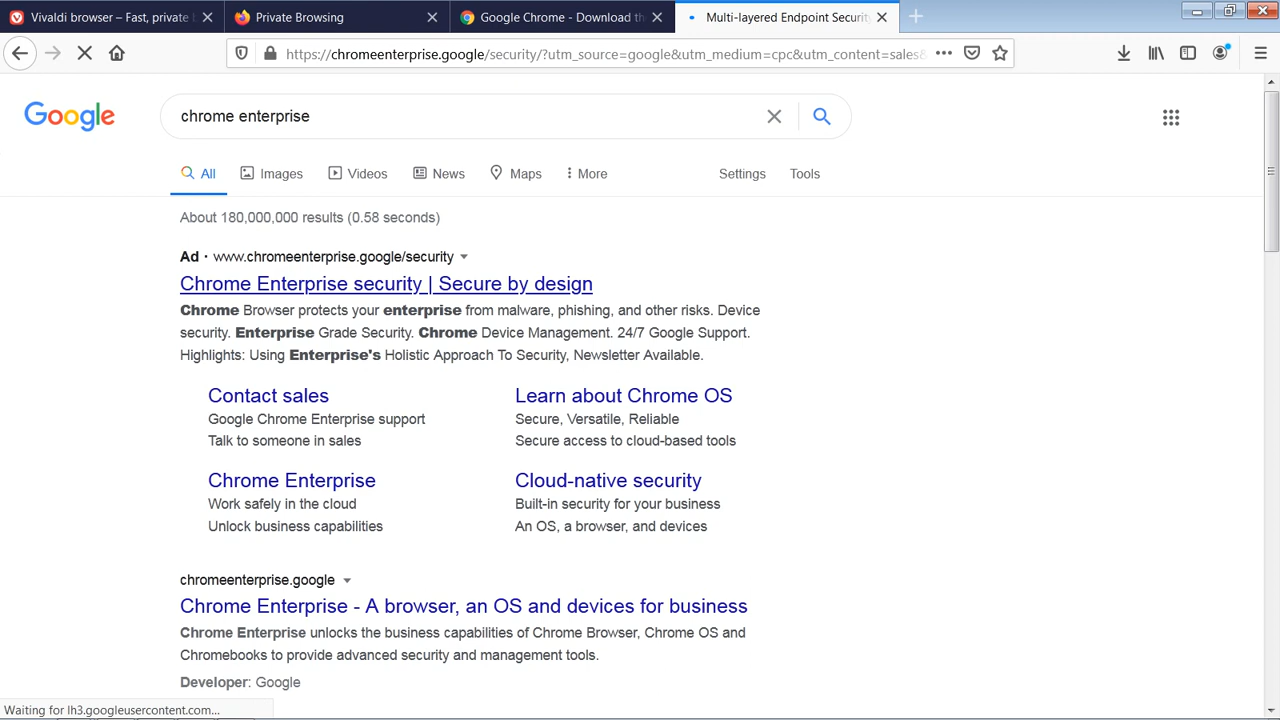 Vivaldi browser – Fast, private
Private Browsing
Google Chrome - Download th
Multi-layered Endpoint Security
https://chromeenterprise.google/security/?utm_source=google&utm_medium=cpc&utm_content=sales&
Google
chrome enterprise
All
Images
Videos
News
Maps
More
Settings
Tools
About 180,000,000 results (0.58 seconds)
Ad · www.chromeenterprise.google/security
Chrome Enterprise security | Secure by design
Chrome Browser protects your enterprise from malware, phishing, and other risks. Device
security. Enterprise Grade Security. Chrome Device Management. 24/7 Google Support.
Highlights: Using Enterprise's Holistic Approach To Security, Newsletter Available.
Contact sales
Google Chrome Enterprise support
Talk to someone in sales
Learn about Chrome OS
Secure, Versatile, Reliable
Secure access to cloud-based tools
Chrome Enterprise
Work safely in the cloud
Unlock business capabilities
Cloud-native security
Built-in security for your business
An OS, a browser, and devices
chromeenterprise.google
Chrome Enterprise - A browser, an OS and devices for business
Chrome Enterprise unlocks the business capabilities of Chrome Browser, Chrome OS and
Chromebooks to provide advanced security and management tools.
Developer: Google
Waiting for lh3.googleusercontent.com...